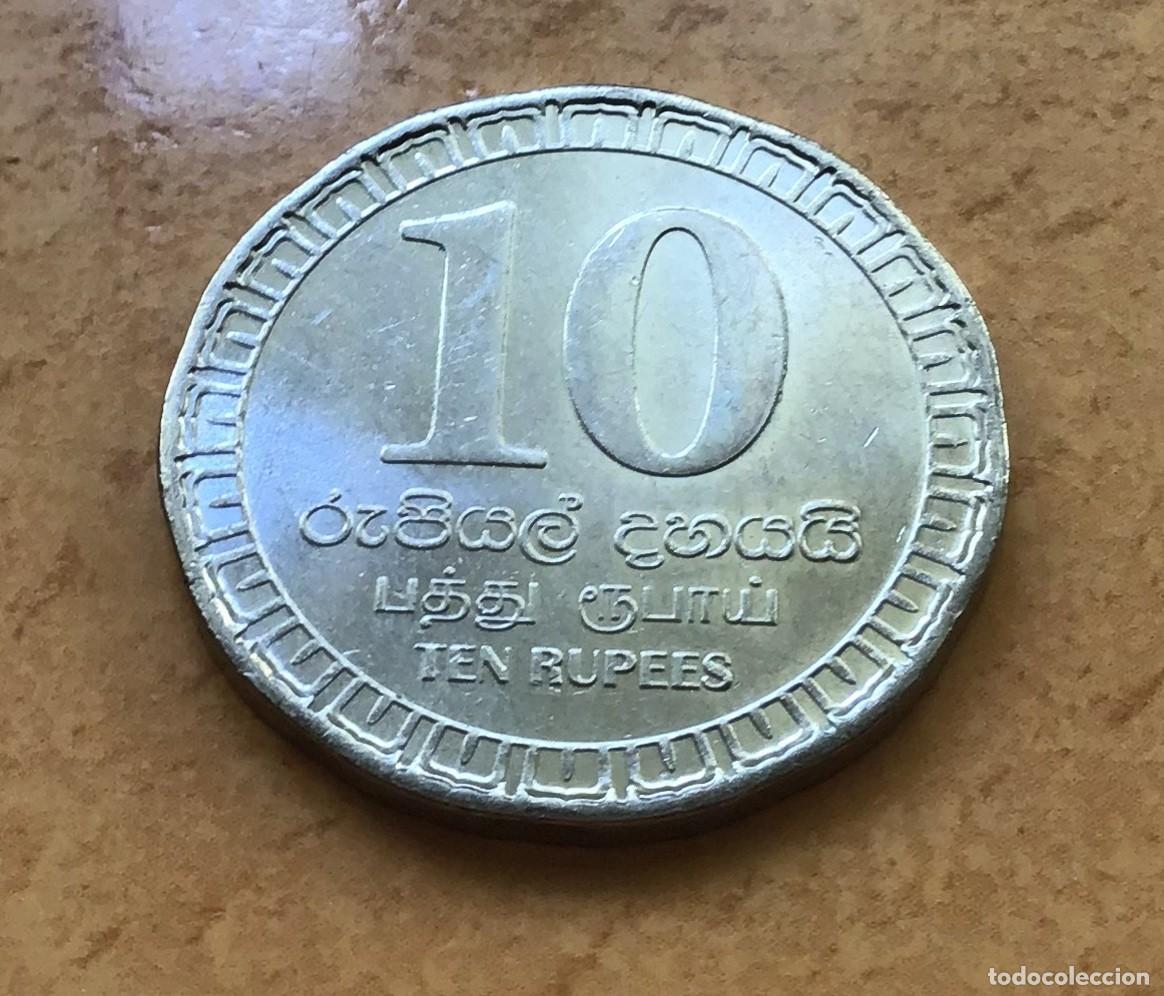 10
රුපියල් දහයයි
பத்து ரூபாய்
TEN RUPEES
todocoleccion